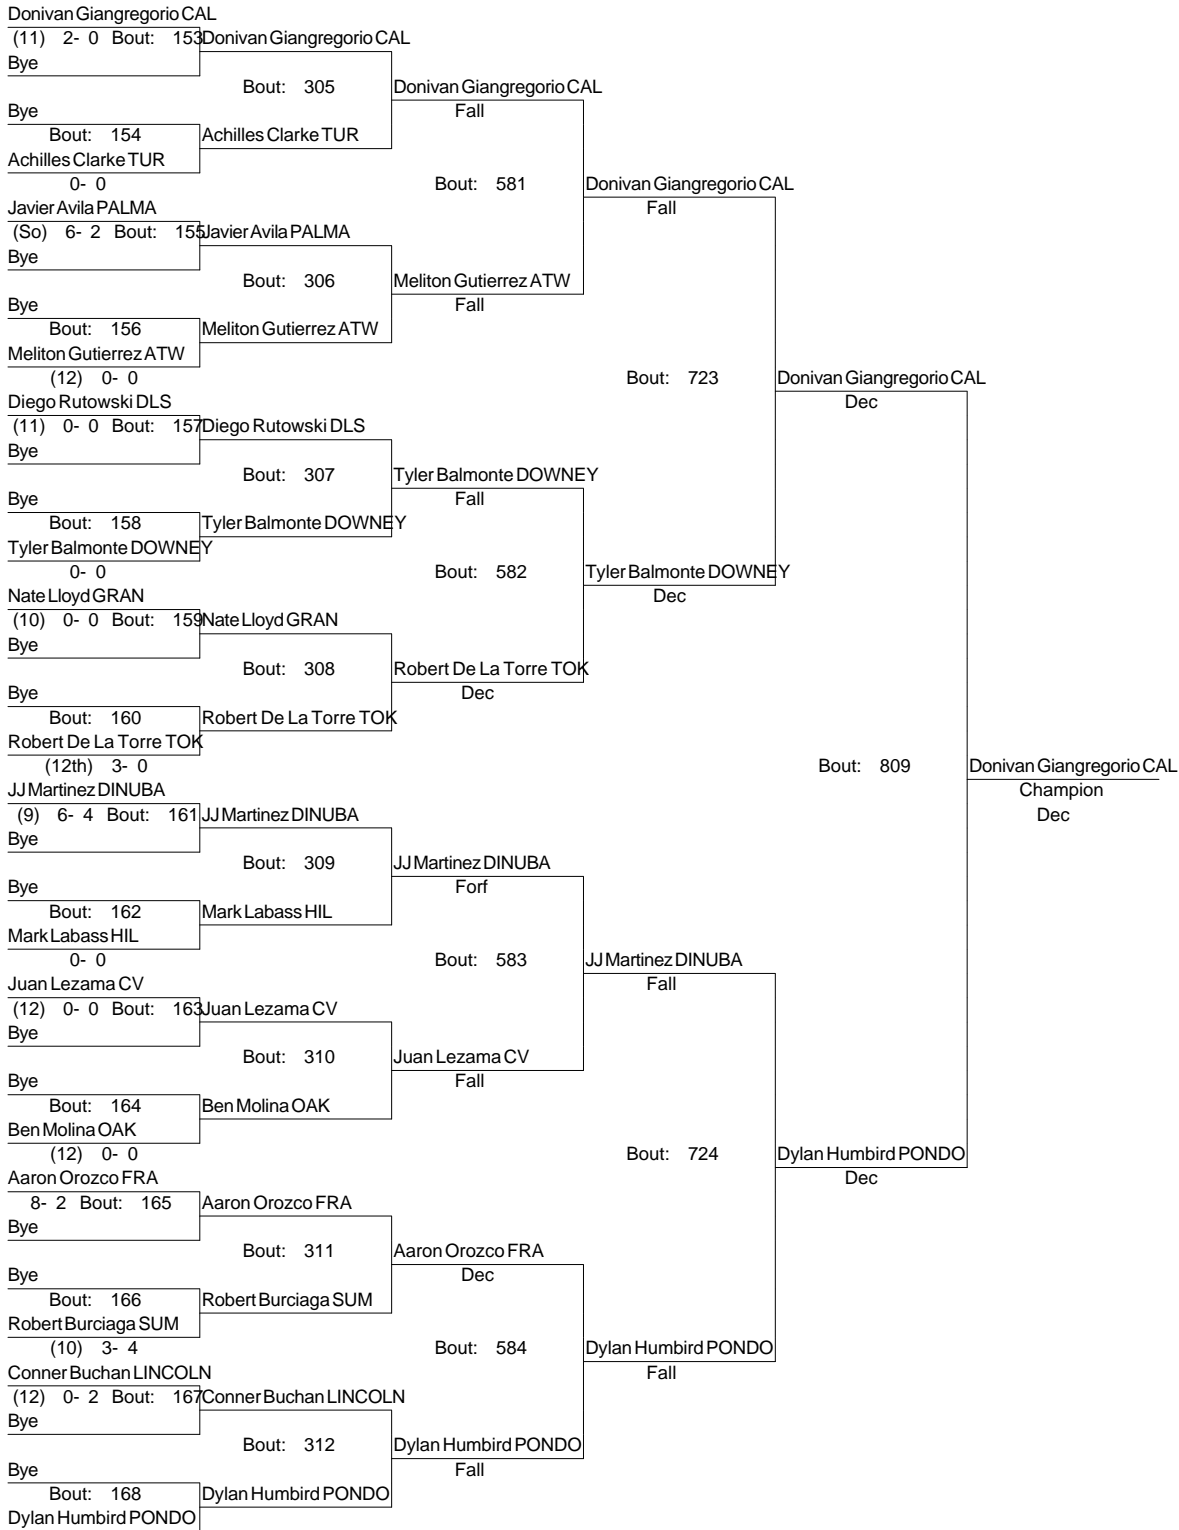 Donivan Giangregorio CAL
(11) 2- 0 Bout: 153 Donivan Giangregorio CAL
Bye
Bout: 305 Donivan Giangregorio CAL
Bye Fall
Bout: 154 Achilles Clarke TUR
Achilles Clarke TUR
0- 0 Bout: 581 Donivan Giangregorio CAL
Javier Avila PALMA Fall
(So) 6- 2 Bout: 155 Javier Avila PALMA
Bye
Bout: 306 Meliton Gutierrez ATW
Bye Fall
Bout: 156 Meliton Gutierrez ATW
Meliton Gutierrez ATW
(12) 0- 0 Bout: 723 Donivan Giangregorio CAL
Diego Rutowski DLS Dec
(11) 0- 0 Bout: 157 Diego Rutowski DLS
Bye
Bout: 307 Tyler Balmonte DOWNEY
Bye Fall
Bout: 158 Tyler Balmonte DOWNEY
Tyler Balmonte DOWNEY
0- 0 Bout: 582 Tyler Balmonte DOWNEY
Nate Lloyd GRAN Dec
(10) 0- 0 Bout: 159 Nate Lloyd GRAN
Bye
Bout: 308 Robert De La Torre TOK
Bye Dec
Bout: 160 Robert De La Torre TOK
Robert De La Torre TOK
(12th) 3- 0 Bout: 809 Donivan Giangregorio CAL
JJ Martinez DINUBA Champion
(9) 6- 4 Bout: 161 JJ Martinez DINUBA Dec
Bye
Bout: 309 JJ Martinez DINUBA
Bye Forf
Bout: 162 Mark Labass HIL
Mark Labass HIL
0- 0 Bout: 583 JJ Martinez DINUBA
Juan Lezama CV Fall
(12) 0- 0 Bout: 163 Juan Lezama CV
Bye
Bout: 310 Juan Lezama CV
Bye Fall
Bout: 164 Ben Molina OAK
Ben Molina OAK
(12) 0- 0 Bout: 724 Dylan Humbird PONDO
Aaron Orozco FRA Dec
8- 2 Bout: 165 Aaron Orozco FRA
Bye
Bout: 311 Aaron Orozco FRA
Bye Dec
Bout: 166 Robert Burciaga SUM
Robert Burciaga SUM
(10) 3- 4 Bout: 584 Dylan Humbird PONDO
Conner Buchan LINCOLN Fall
(12) 0- 2 Bout: 167 Conner Buchan LINCOLN
Bye
Bout: 312 Dylan Humbird PONDO
Bye Fall
Bout: 168 Dylan Humbird PONDO
Dylan Humbird PONDO